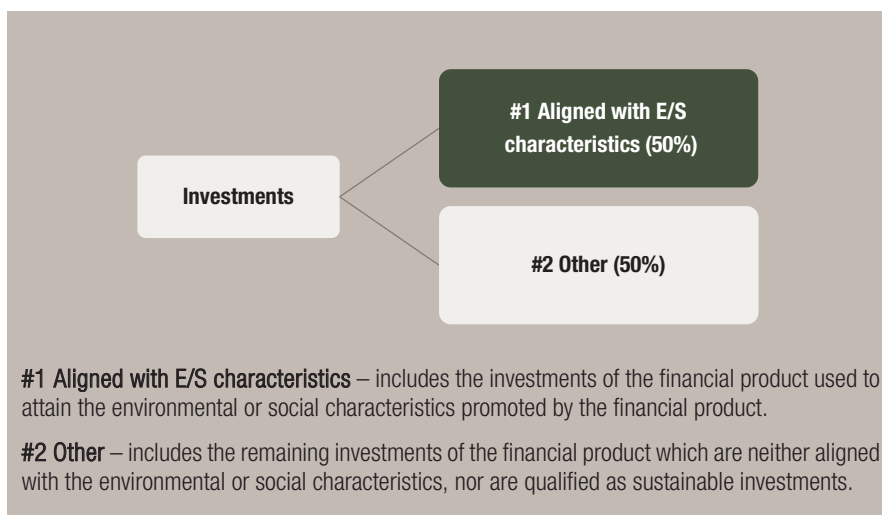 #1 Aligned with E/S
characteristics (50%)
Investments
#2 Other (50%)
#1 Aligned with E/S characteristics – includes the investments of the financial product used to
attain the environmental or social characteristics promoted by the financial product.
#2 Other – includes the remaining investments of the financial product which are neither aligned
with the environmental or social characteristics, nor are qualified as sustainable investments.